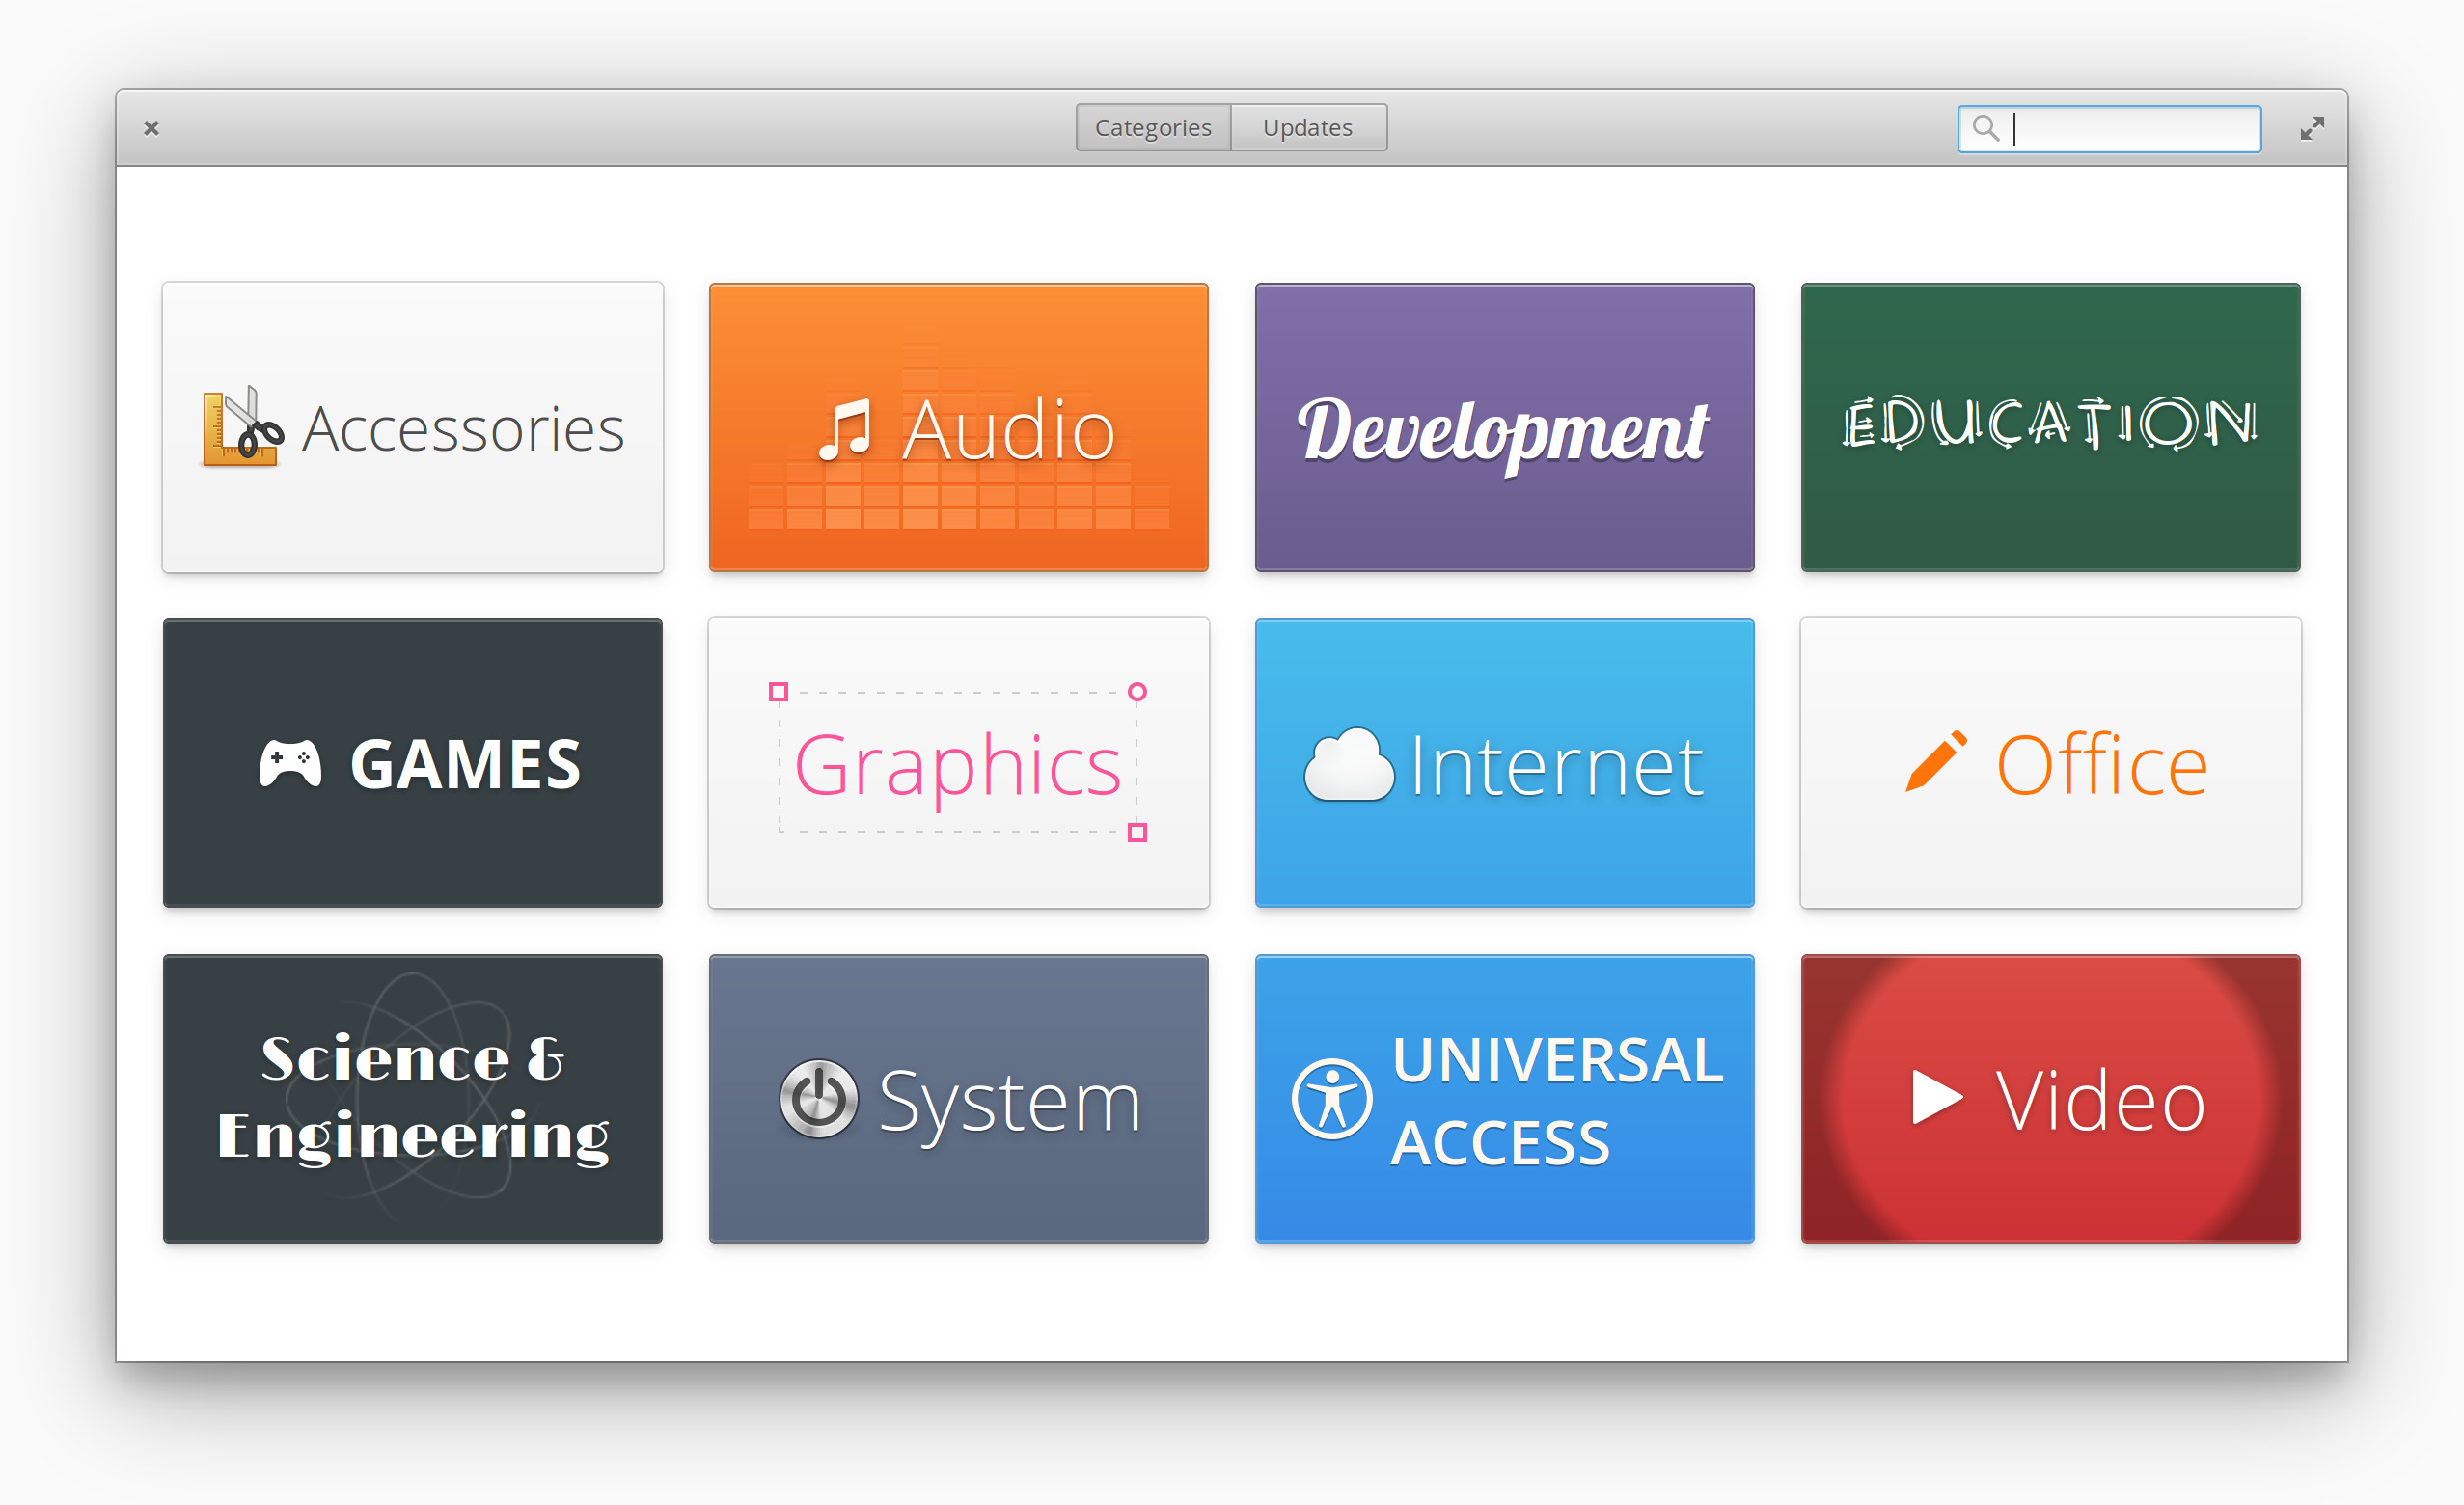 Categories
Updates
Accessories
Audio
Development
EDUCATION
GAMES
Graphics
Internet
Office
Science &
Engineering
System
UNIVERSAL
ACCESS
Video